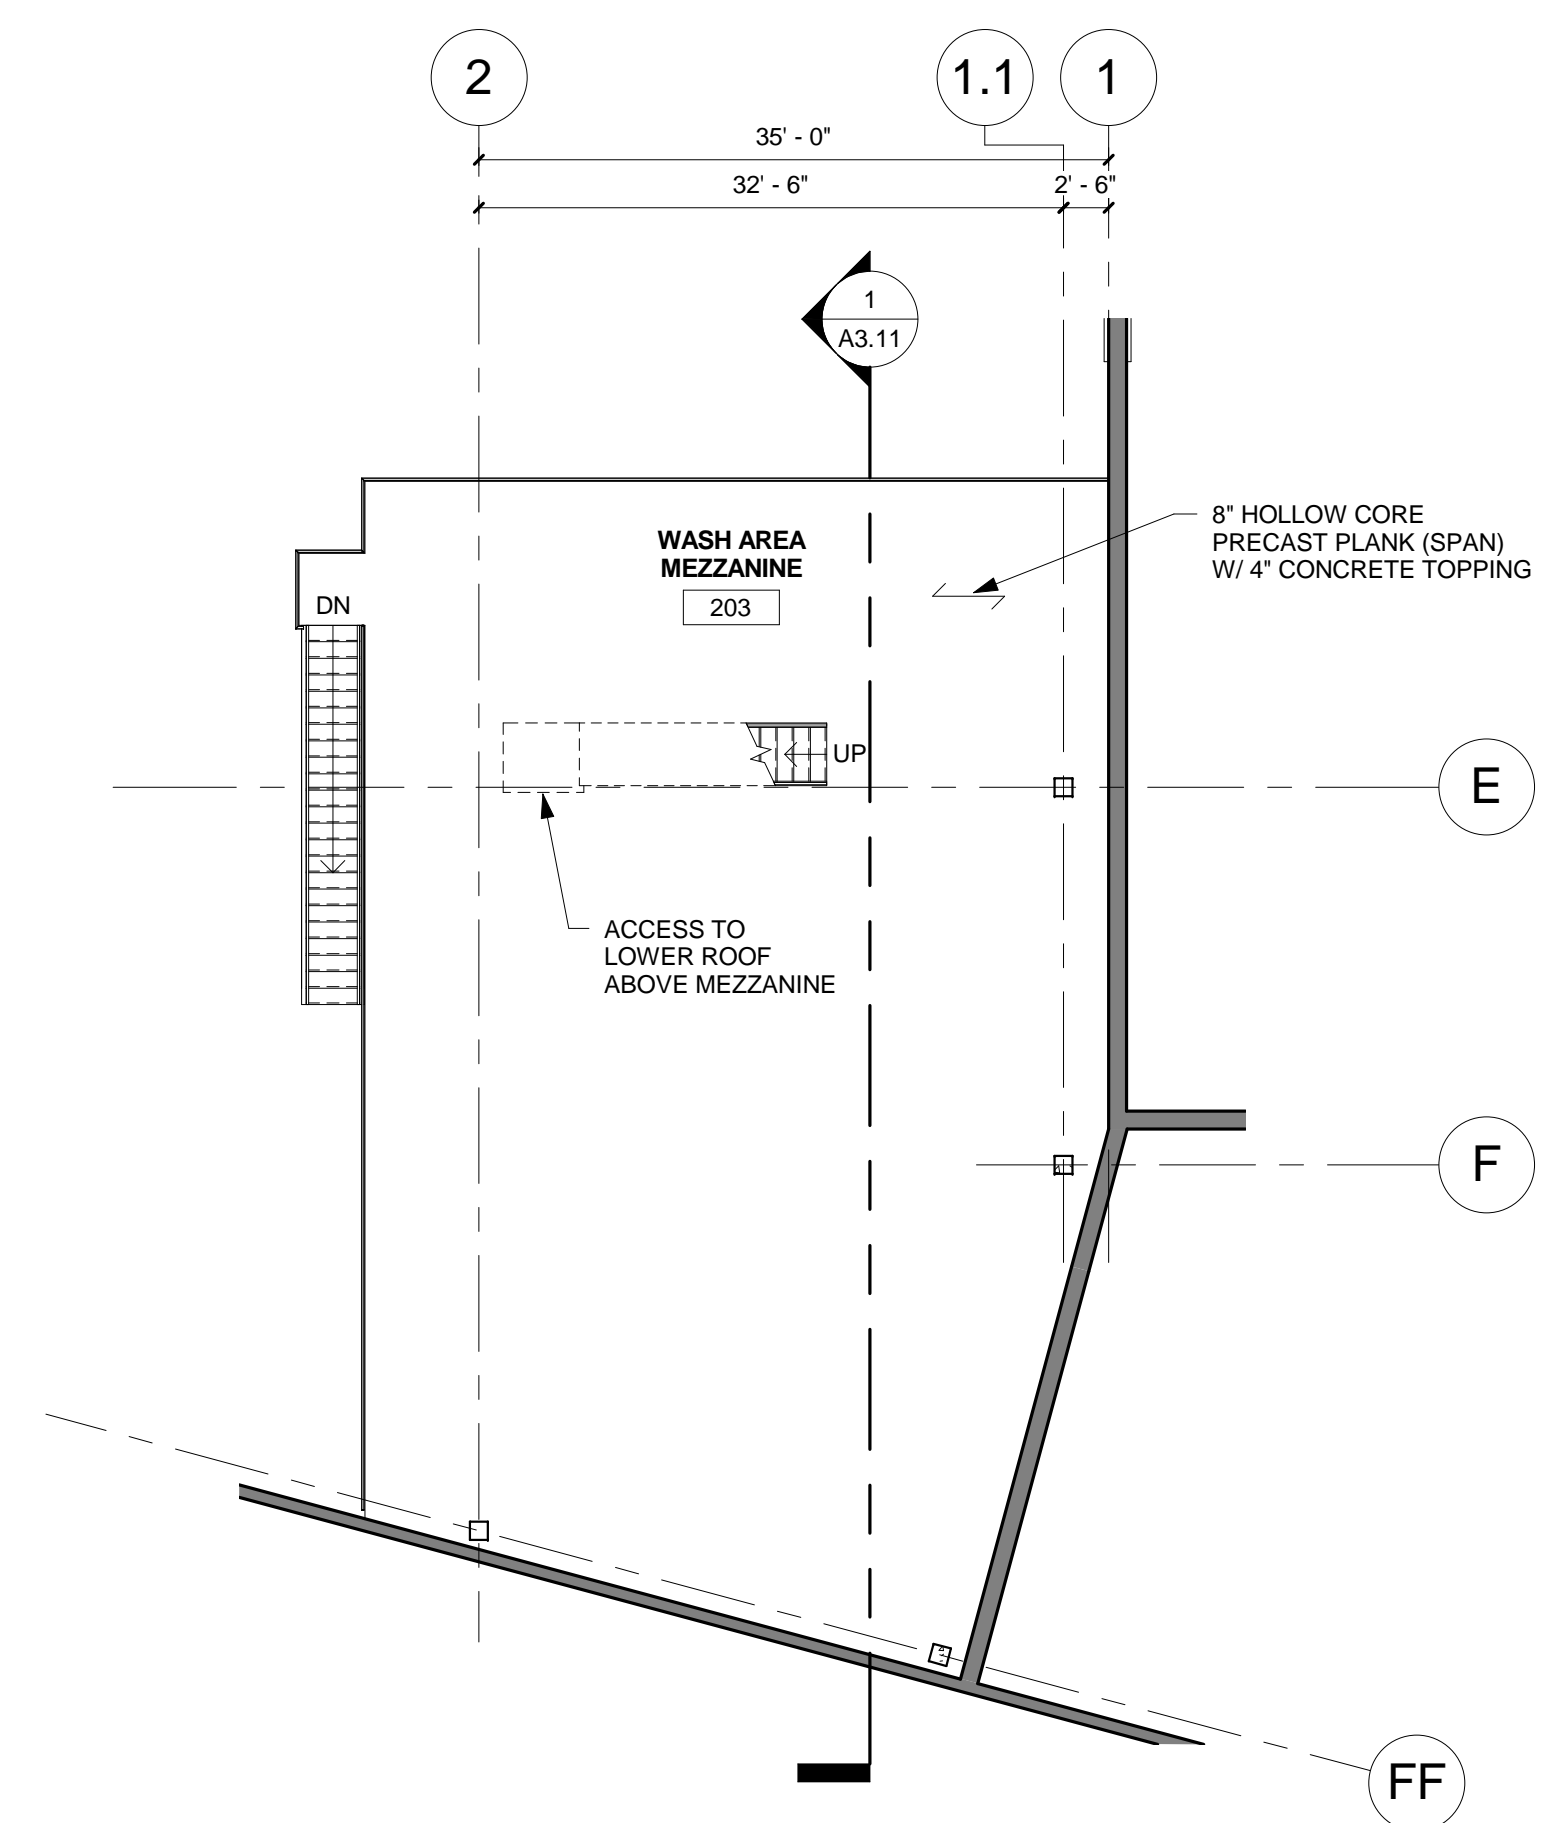 2
1.1
1
35' - 0"
32' - 6"
2' - 6"
1
A3.11
WASH AREA
MEZZANINE
203
8" HOLLOW CORE
PRECAST PLANK (SPAN)
W/ 4" CONCRETE TOPPING
DN
UP
E
ACCESS TO
LOWER ROOF
ABOVE MEZZANINE
F
FF